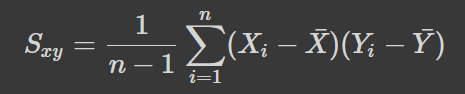 $S_{xy} = \frac{1}{n-1} \sum_{i=1}^{n} (X_i - \bar{X})(Y_i - \bar{Y})$